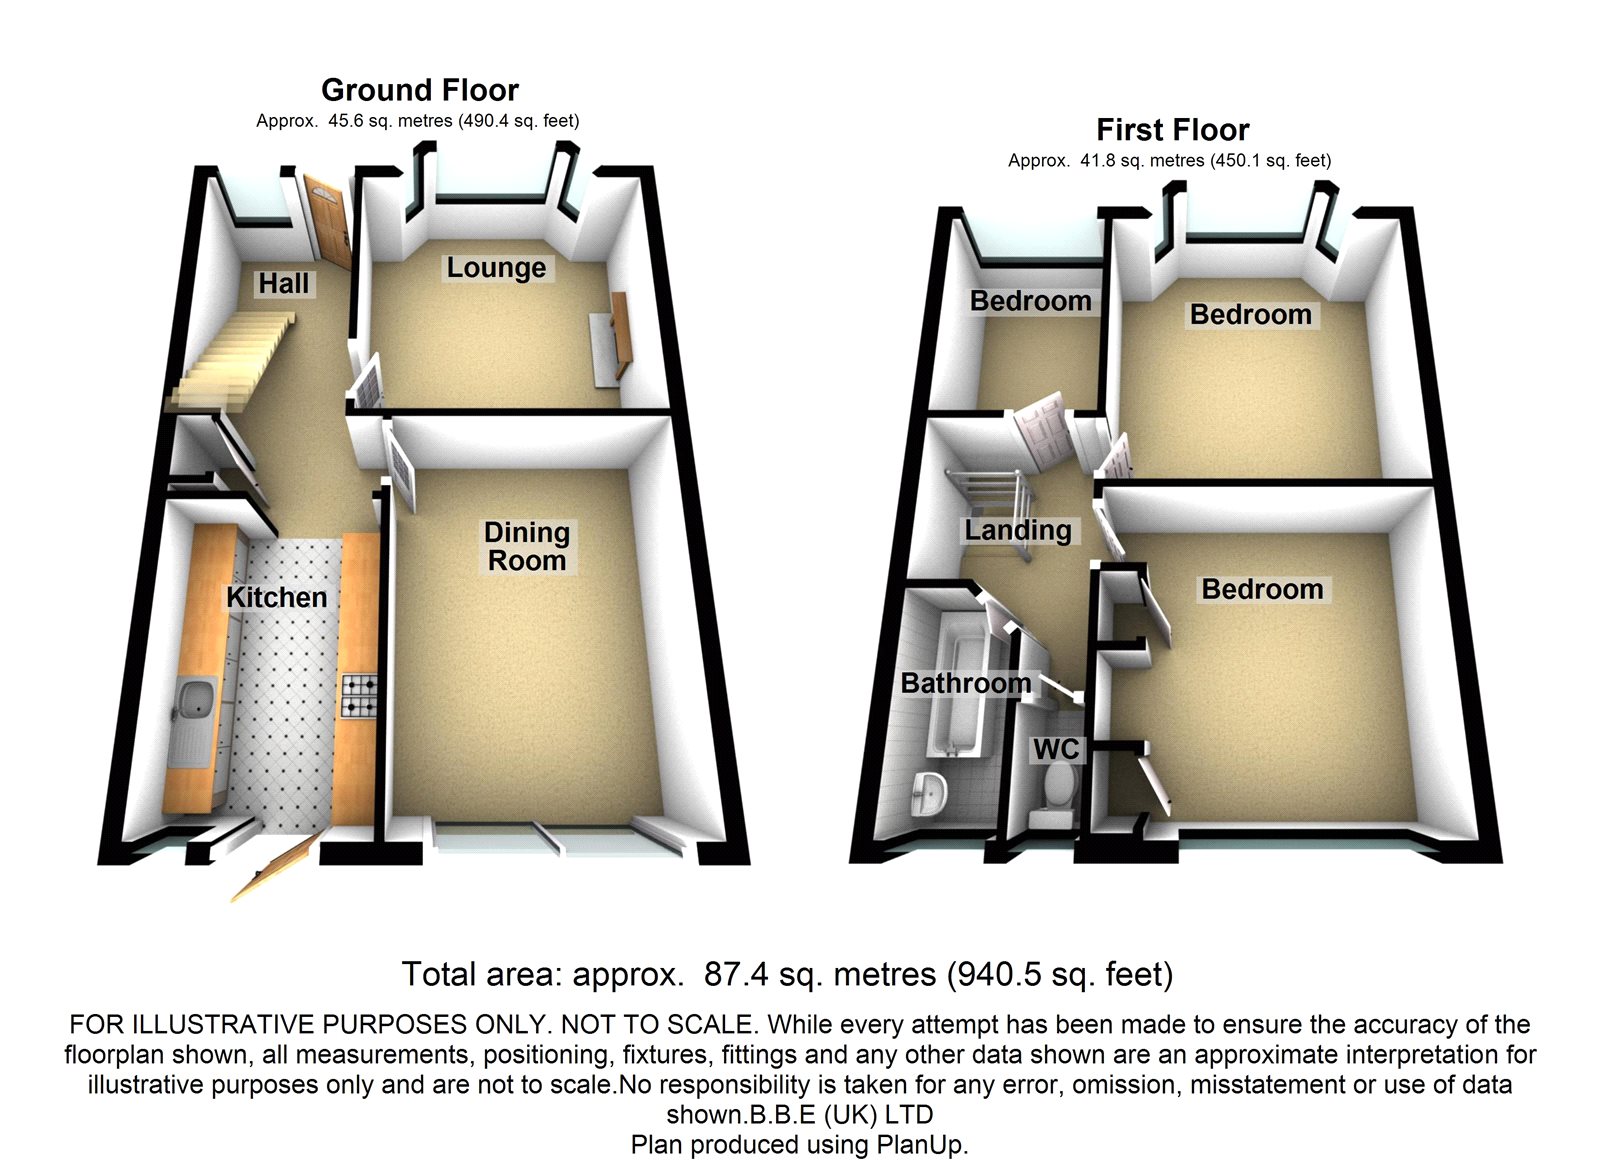 Ground Floor
Approx.  45.6 sq. metres (490.4 sq. feet)
Hall
Lounge
Dining
Room
Kitchen
First Floor
Approx.  41.8 sq. metres (450.1 sq. feet)
Bedroom
Bedroom
Landing
Bedroom
Bathroom
WC
Total area: approx.  87.4 sq. metres (940.5 sq. feet)
FOR ILLUSTRATIVE PURPOSES ONLY. NOT TO SCALE. While every attempt has been made to ensure the accuracy of the
floorplan shown, all measurements, positioning, fixtures, fittings and any other data shown are an approximate interpretation for
illustrative purposes only and are not to scale.No responsibility is taken for any error, omission, misstatement or use of data
shown.B.B.E (UK) LTD
Plan produced using PlanUp.